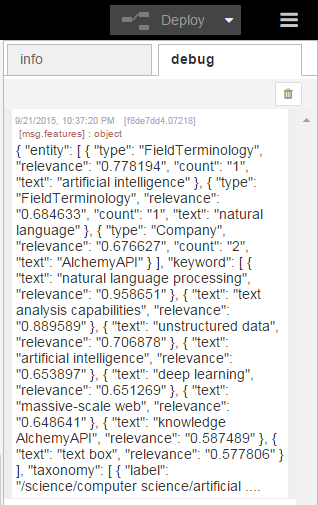 Deploy
info
debug
9/21/2015, 10:37:20 PM [f8de7dd4.07218]
[msg.features] : object
{ "entity": [ { "type": "FieldTerminology",
"relevance": "0.778194", "count": "1",
"text": "artificial intelligence" }, { "type":
"FieldTerminology", "relevance":
"0.684633", "count": "1", "text": "natural
language" }, { "type": "Company",
"relevance": "0.676627", "count": "2",
"text": "AlchemyAPI" } ], "keyword": [ {
"text": "natural language processing",
"relevance": "0.958651" }, { "text": "text
analysis capabilities", "relevance":
"0.889589" }, { "text": "unstructured data",
"relevance": "0.706878" }, { "text":
"artificial intelligence", "relevance":
"0.653897" }, { "text": "deep learning",
"relevance": "0.651269" }, { "text":
"massive-scale web", "relevance":
"0.648641" }, { "text": "knowledge
AlchemyAPI", "relevance": "0.587489" }, {
"text": "text box", "relevance": "0.577806" }
], "taxonomy": [ { "label":
"/science/computer science/artificial ....